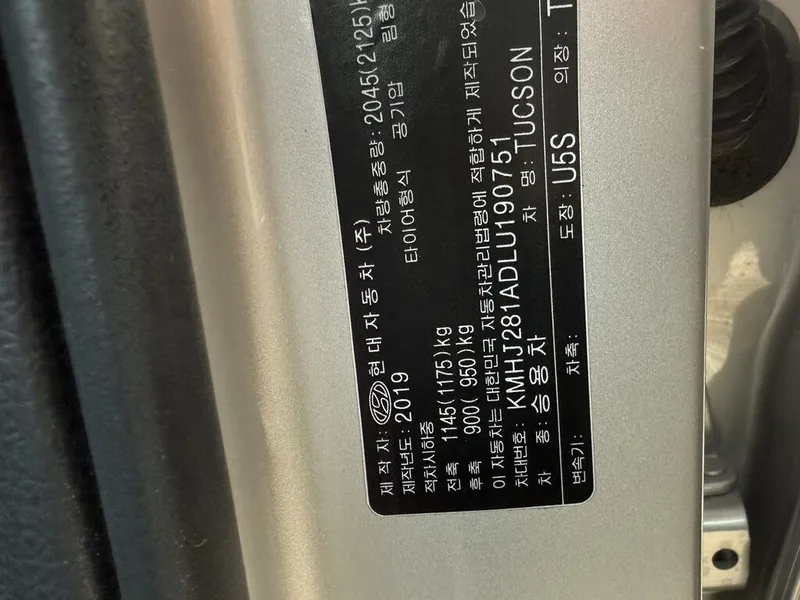 제 작 자: 현대자동차 (주)
제작년도: 2019 차량총중량: 2045(2125)
적차시하중 타이어형식 공기압 림형
전축 1145(1175)kg
후축 900( 950)kg
이 자동차는 대한민국 자동차관리법령에 적합하게 제작되었습
차대번호: KMHJ281ADLU190751
차 종: 승용차 차 명: TUCSON
변속기: 차축: 도장: U5S 의장: T